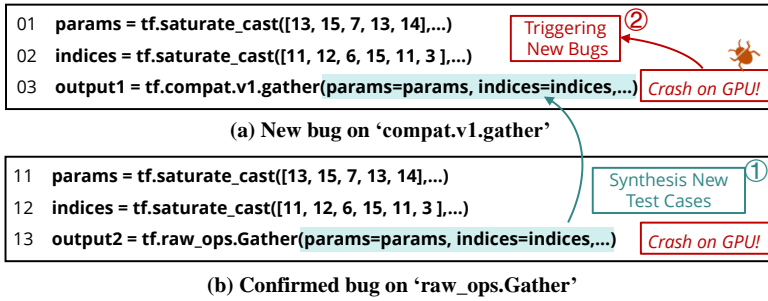 01 params = tf.saturate_cast([13, 15, 7, 13, 14],...)
Triggering
New Bugs
②
02 indices = tf.saturate_cast([11, 12, 6, 15, 11, 3 ],...)
03 output1 = tf.compat.v1.gather(params=params, indices=indices,...)
Crash on GPU!
(a) New bug on ‘compat.v1.gather’
11 params = tf.saturate_cast([13, 15, 7, 13, 14],...)
Synthesis New
Test Cases
①
12 indices = tf.saturate_cast([11, 12, 6, 15, 11, 3 ],...)
13 output2 = tf.raw_ops.Gather(params=params, indices=indices,...)
Crash on GPU!
(b) Confirmed bug on ‘raw_ops.Gather’